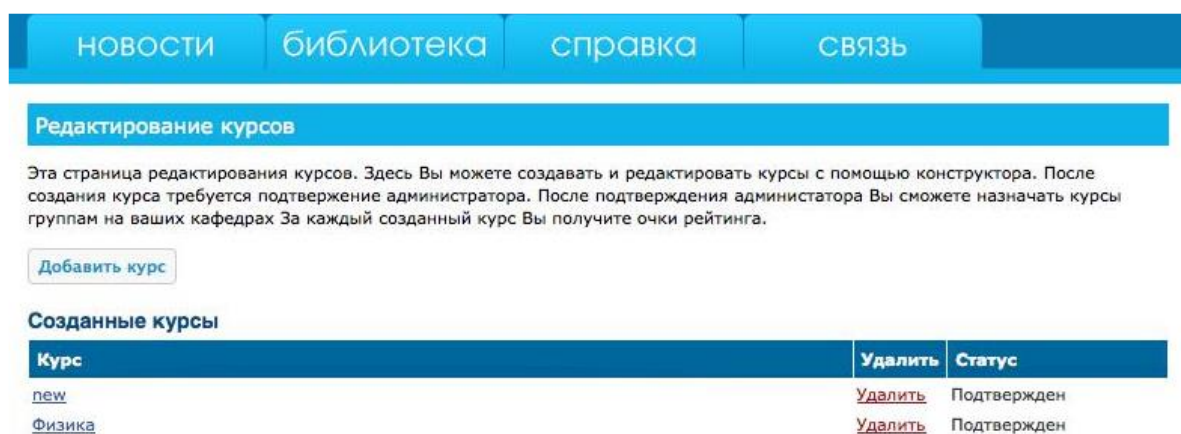 новости библиотека справка связь
Редактирование курсов
Эта страница редактирования курсов. Здесь Вы можете создавать и редактировать курсы с помощью конструктора. После
создания курса требуется подтвержение администратора. После подтверждения администатора Вы сможете назначать курсы
группам на ваших кафедрах За каждый созданный курс Вы получите очки рейтинга.
Добавить курс
Созданные курсы
Курс Удалить Статус
new Удалить Подтвержден
Физика Удалить Подтвержден